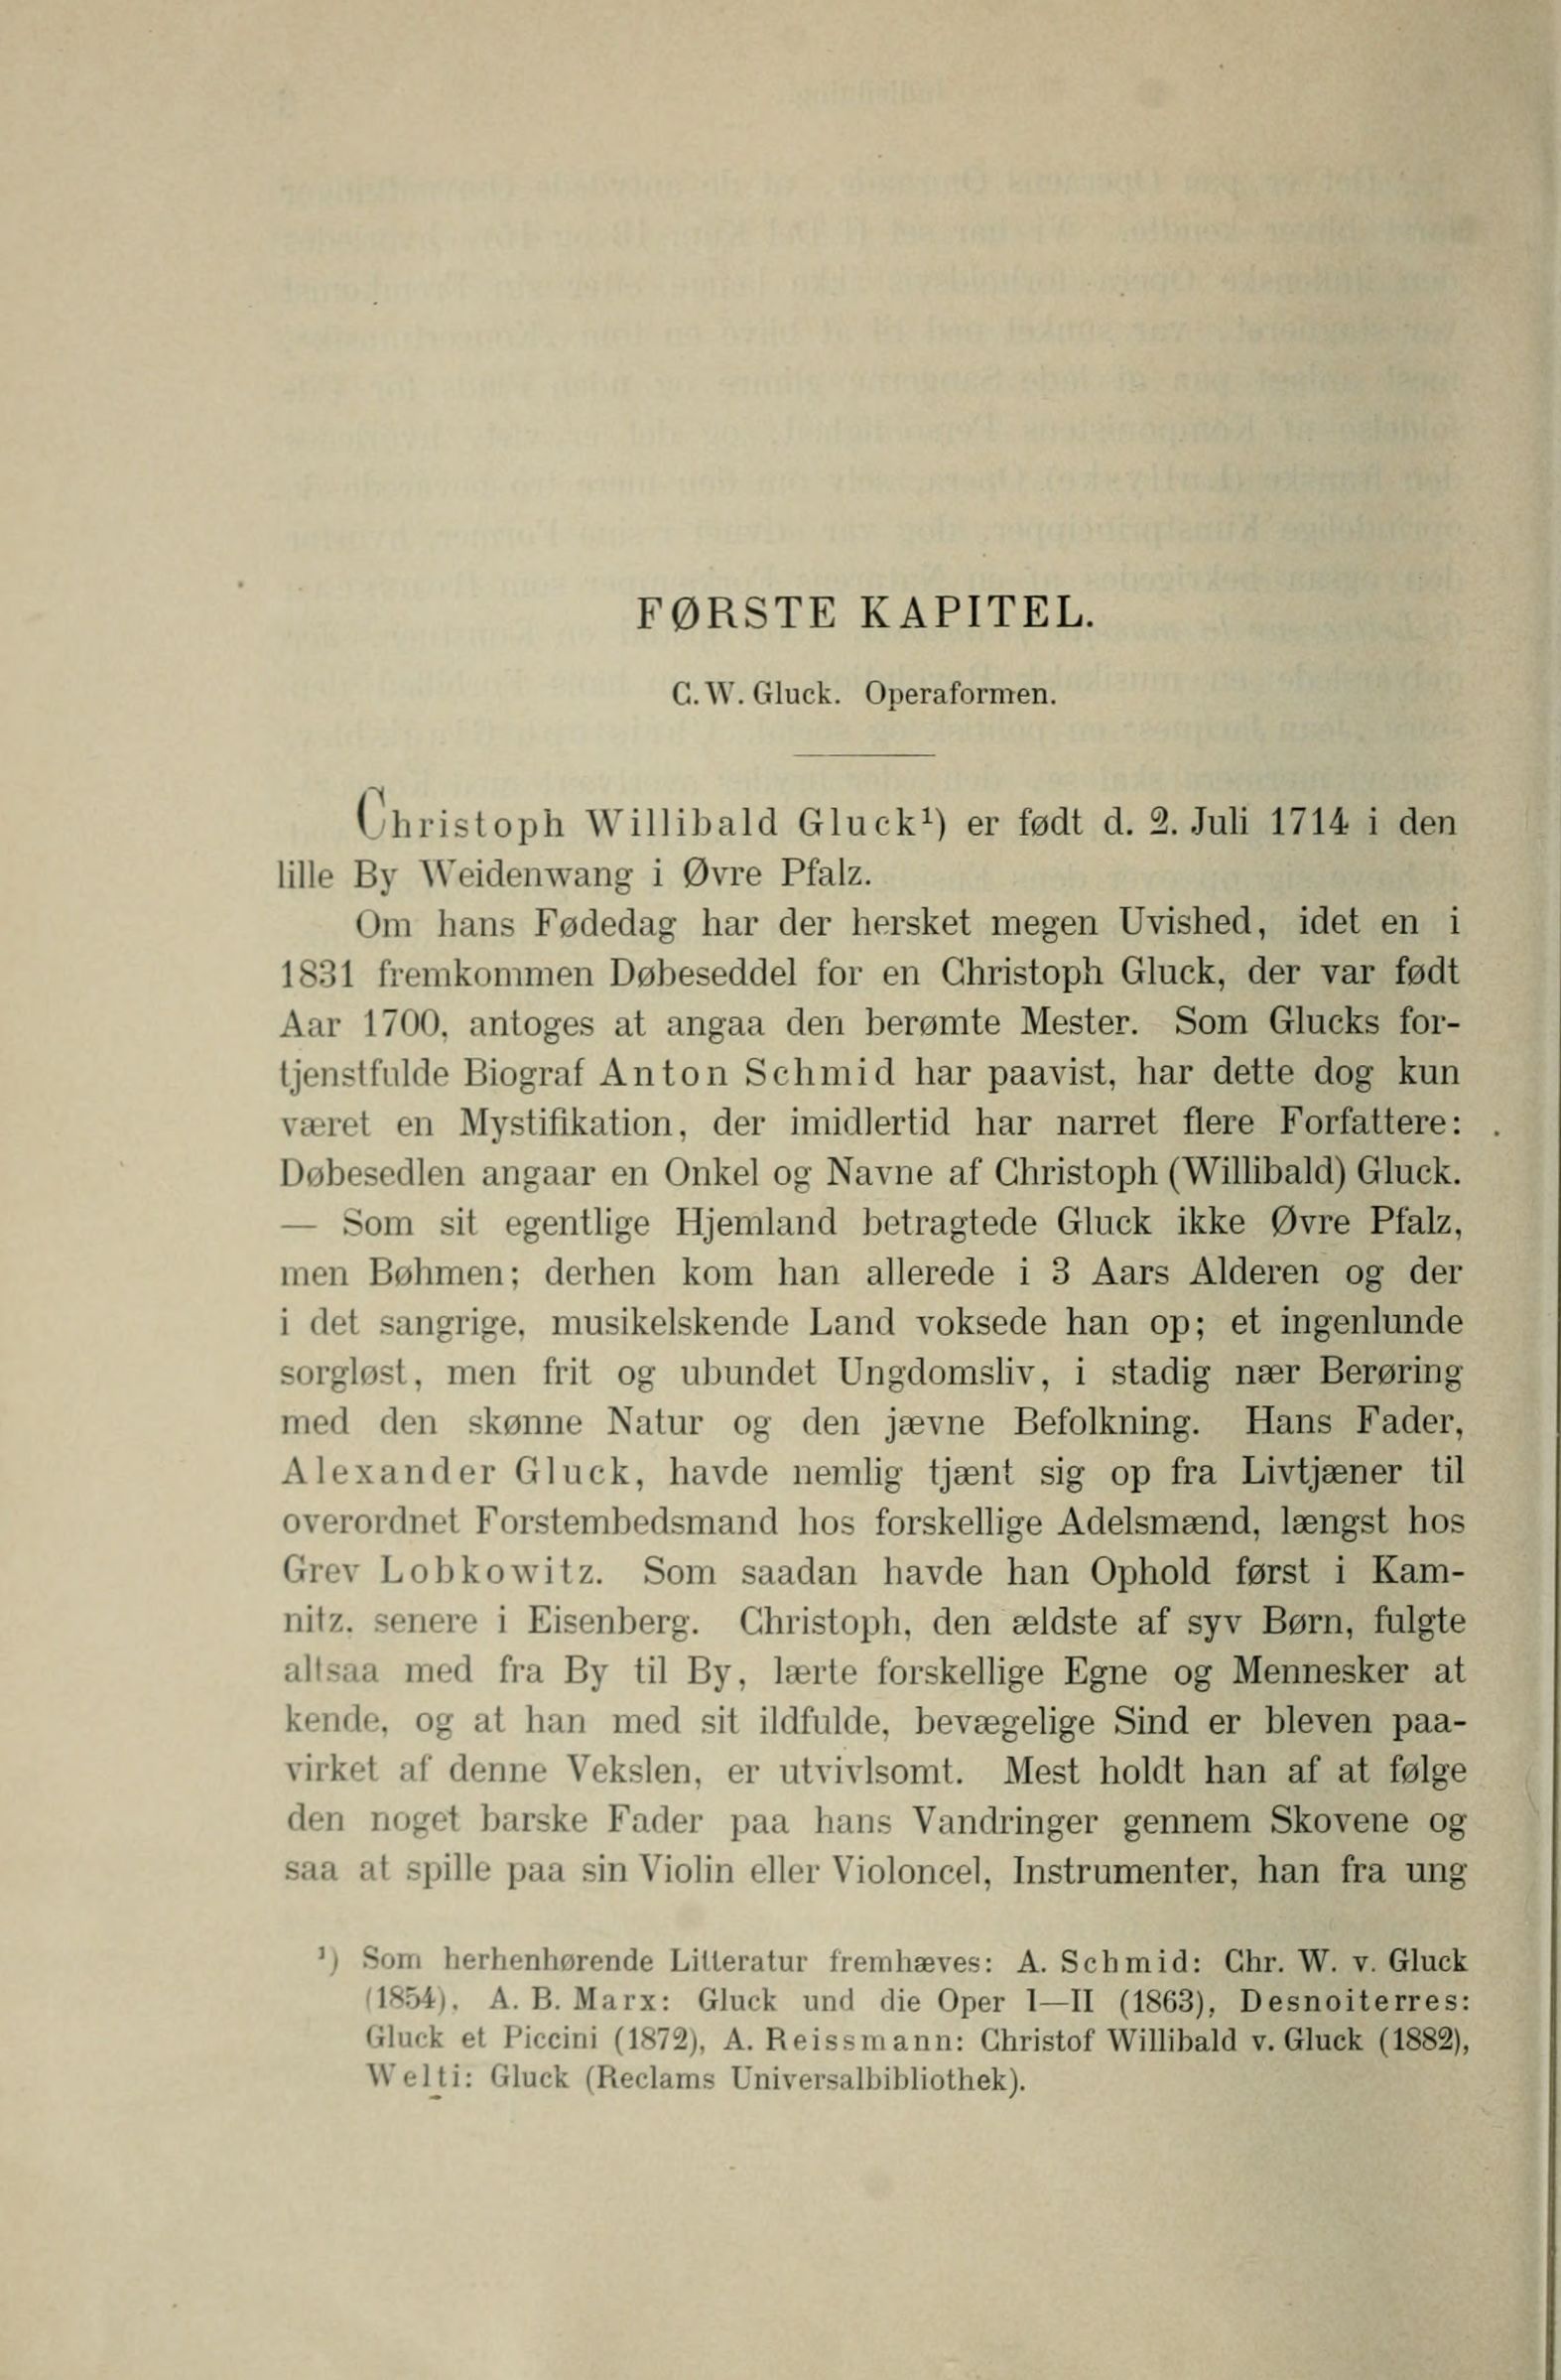 FØRSTE KAPITEL.
C. W. Gluck. Operaformen.
Christoph Willibald Gluck¹) er født d. 2. Juli 1714 i den
lille By Weidenwang i Øvre Pfalz.
Om hans Fødedag har der hersket megen Uvished, idet en i
1831 fremkommen Døbeseddel for en Christoph Gluck, der var født
Aar 1700, antoges at angaa den berømte Mester. Som Glucks for-
tjenstfulde Biograf Anton Schmid har paavist, har dette dog kun
været en Mystifikation, der imidlertid har narret flere Forfattere:
Døbesedlen angaar en Onkel og Navne af Christoph (Willibald) Gluck.
— Som sit egentlige Hjemland betragtede Gluck ikke Øvre Pfalz,
men Bøhmen; derhen kom han allerede i 3 Aars Alderen og der
i det sangrige, musikelskende Land voksede han op; et ingenlunde
sorgløst, men frit og ubundet Ungdomsliv, i stadig nær Berøring
med den skønne Natur og den jævne Befolkning. Hans Fader,
Alexander Gluck, havde nemlig tjænt sig op fra Livtjæner til
overordnet Forstembedsmand hos forskellige Adelsmænd, længst hos
Grev Lobkowitz. Som saadan havde han Ophold først i Kam-
nitz, senere i Eisenberg. Christoph, den ældste af syv Børn, fulgte
altsaa med fra By til By, lærte forskellige Egne og Mennesker at
kende, og at han med sit ildfulde, bevægelige Sind er bleven paa-
virket af denne Vekslen, er utvivlsomt. Mest holdt han af at følge
den noget barske Fader paa hans Vandringer gennem Skovene og
saa at spille paa sin Violin eller Violoncel, Instrumenter, han fra ung
¹) Som herhenhørende Litteratur fremhæves: A. Schmid: Chr. W. v. Gluck
(1854), A. B. Marx: Gluck und die Oper I—II (1863), Desnoiterres:
Gluck et Piccini (1872), A. Reissmann: Christof Willibald v. Gluck (1882),
Welti: Gluck (Reclams Universalbibliothek).